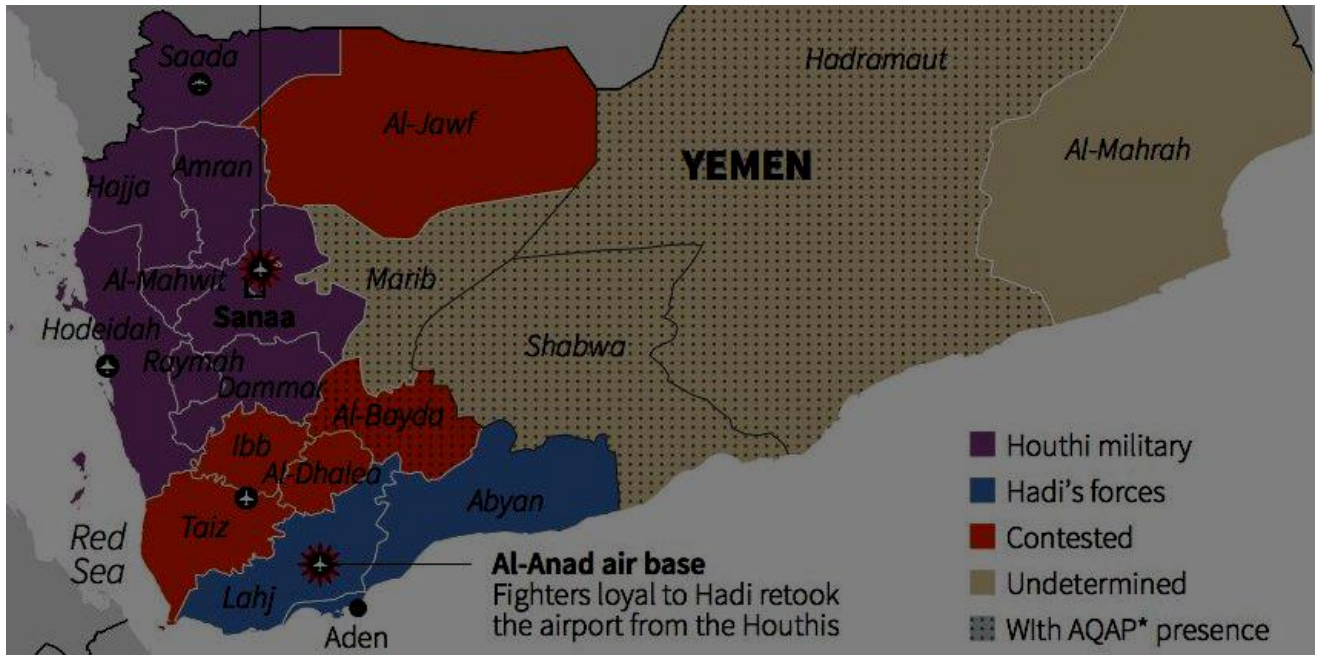 Saada
Hadramaut
Al-Jawf
YEMEN
Al-Mahrah
Amran
Hajja
Al-Mahwit
Marib
Sanaa
Hodeidah
Raymah
Shabwa
Dammar
Al-Bayda
Ibb
Al-Dhalea
Abyan
Taiz
Red
Sea
Lahj
Aden
Al-Anad air base
Fighters loyal to Hadi retook
the airport from the Houthis
Houthi military
Hadi's forces
Contested
Undetermined
WIth AQAP* presence